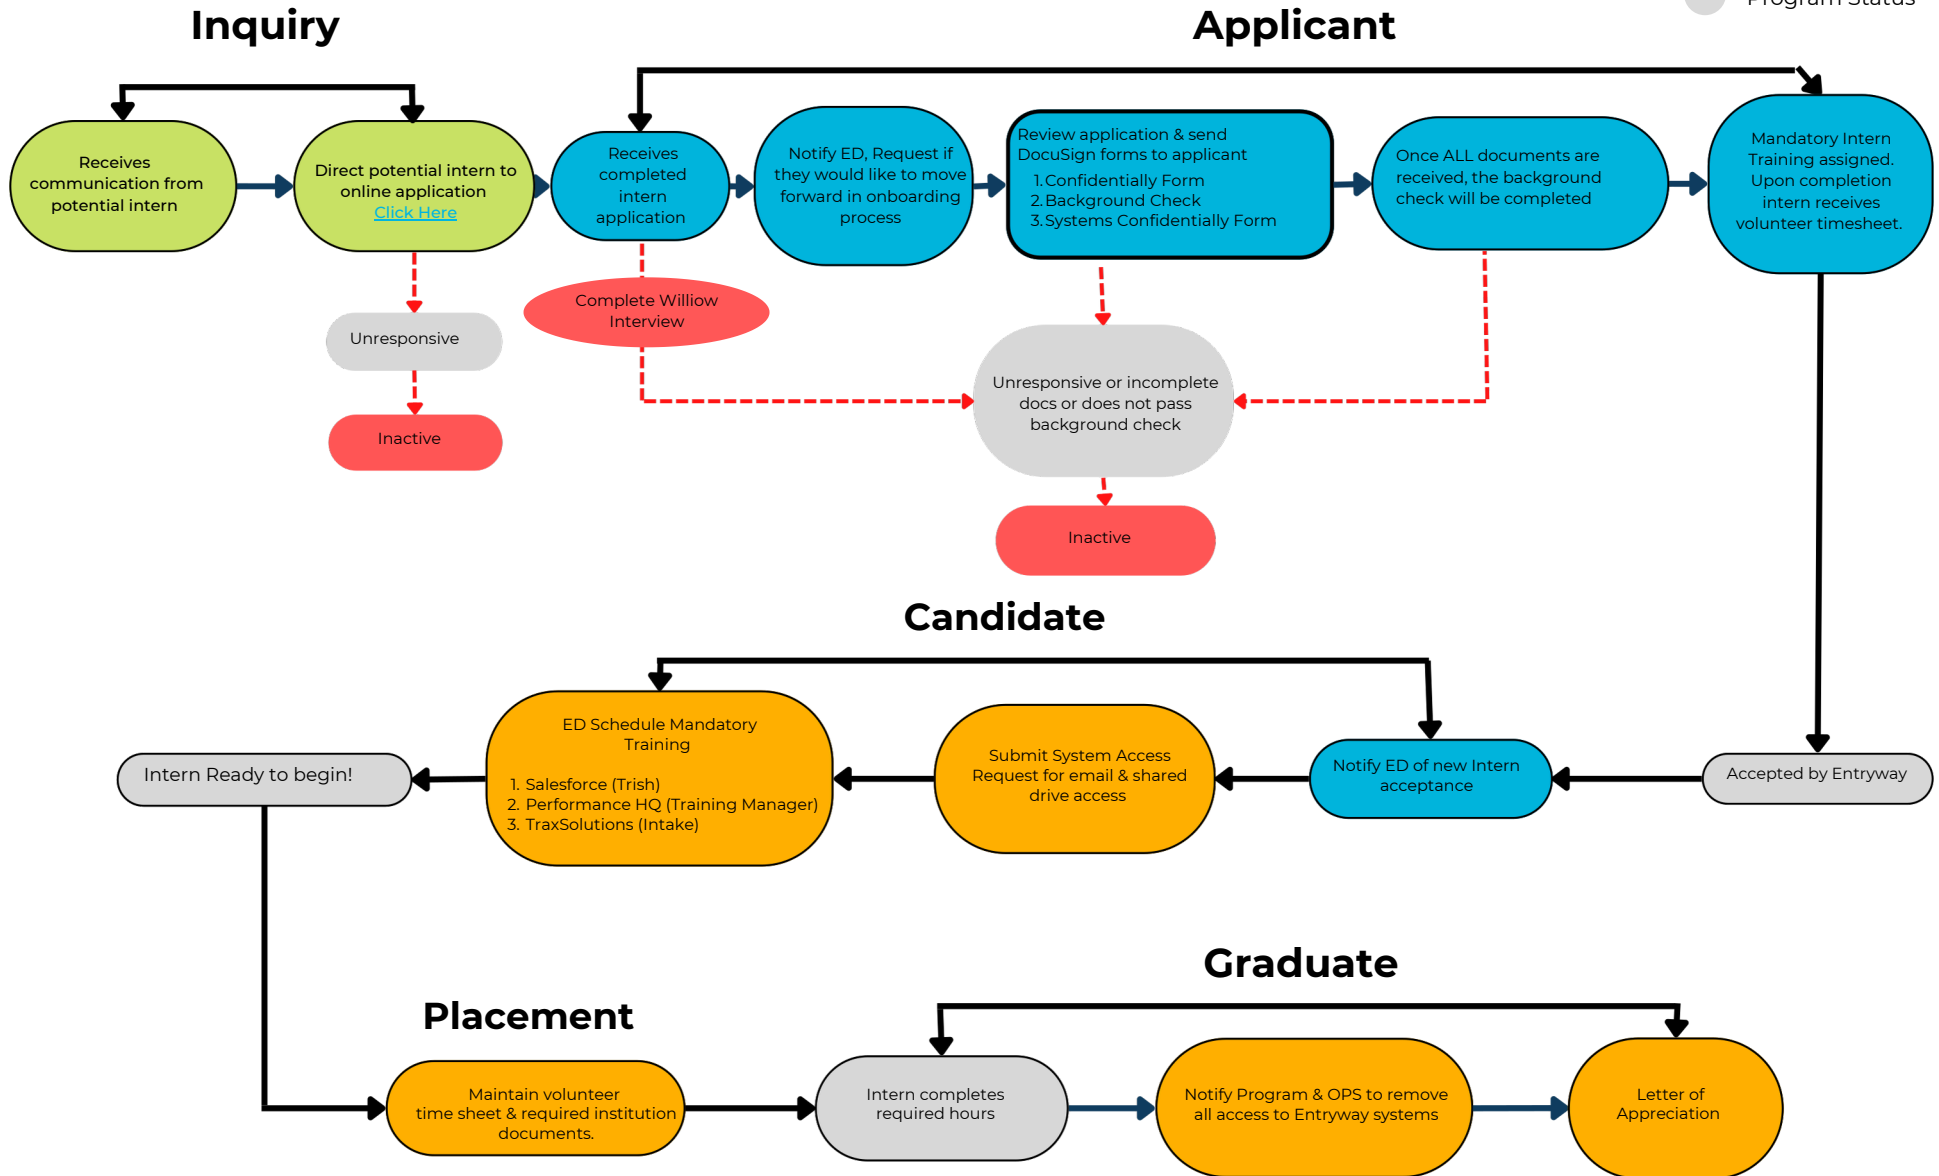 Program Status
Inquiry
Applicant
Receives
communication from
potential intern
Direct potential intern to
online application
Click Here
Receives
completed
intern
application
Notify ED, Request if
they would like to move
forward in onboarding
process
Review application & send
DocuSign forms to applicant
1. Confidentially Form
2. Background Check
3. Systems Confidentially Form
Once ALL documents are
received, the background
check will be completed
Mandatory Intern
Training assigned.
Upon completion
intern receives
volunteer timesheet.
Unresponsive
Inactive
Complete Williow
Interview
Unresponsive or incomplete
docs or does not pass
background check
Inactive
Candidate
Intern Ready to begin!
ED Schedule Mandatory
Training
1. Salesforce (Trish)
2. Performance HQ (Training Manager)
3. TraxSolutions (Intake)
Submit System Access
Request for email & shared
drive access
Notify ED of new Intern
acceptance
Accepted by Entryway
Placement
Graduate
Maintain volunteer
time sheet & required institution
documents.
Intern completes
required hours
Notify Program & OPS to remove
all access to Entryway systems
Letter of
Appreciation